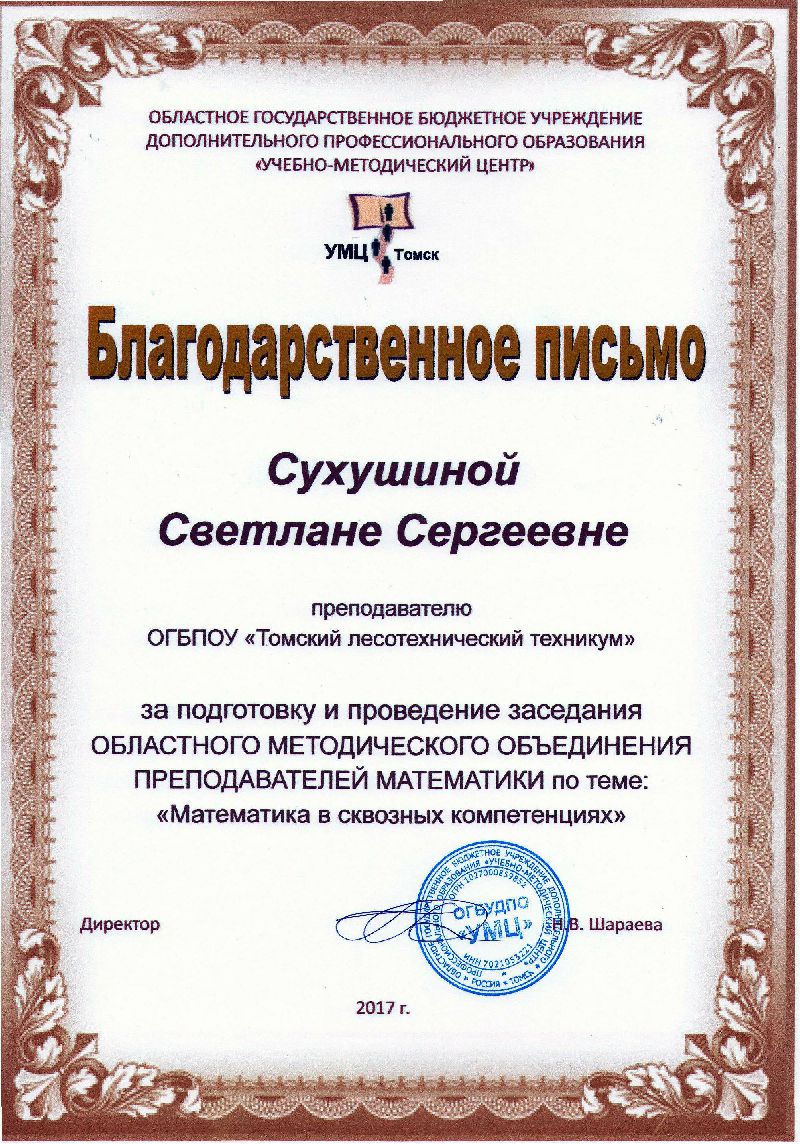 ОБЛАСТНОЕ ГОСУДАРСТВЕННОЕ БЮДЖЕТНОЕ УЧРЕЖДЕНИЕ
ДОПОЛНИТЕЛЬНОГО ПРОФЕССИОНАЛЬНОГО ОБРАЗОВАНИЯ
«УЧЕБНО-МЕТОДИЧЕСКИЙ ЦЕНТР»
УМЦ Томск
Благодарственное письмо
Сухушиной
Светлане Сергеевне
преподавателю
ОГБПОУ «Томский лесотехнический техникум»
за подготовку и проведение заседания
ОБЛАСТНОГО МЕТОДИЧЕСКОГО ОБЪЕДИНЕНИЯ
ПРЕПОДАВАТЕЛЕЙ МАТЕМАТИКИ по теме:
«Математика в сквозных компетенциях»
Директор
Н.В. Шараева
ОГБУДПО
«УМЦ»
РОССИЯ * ТОМСК
2017 г.